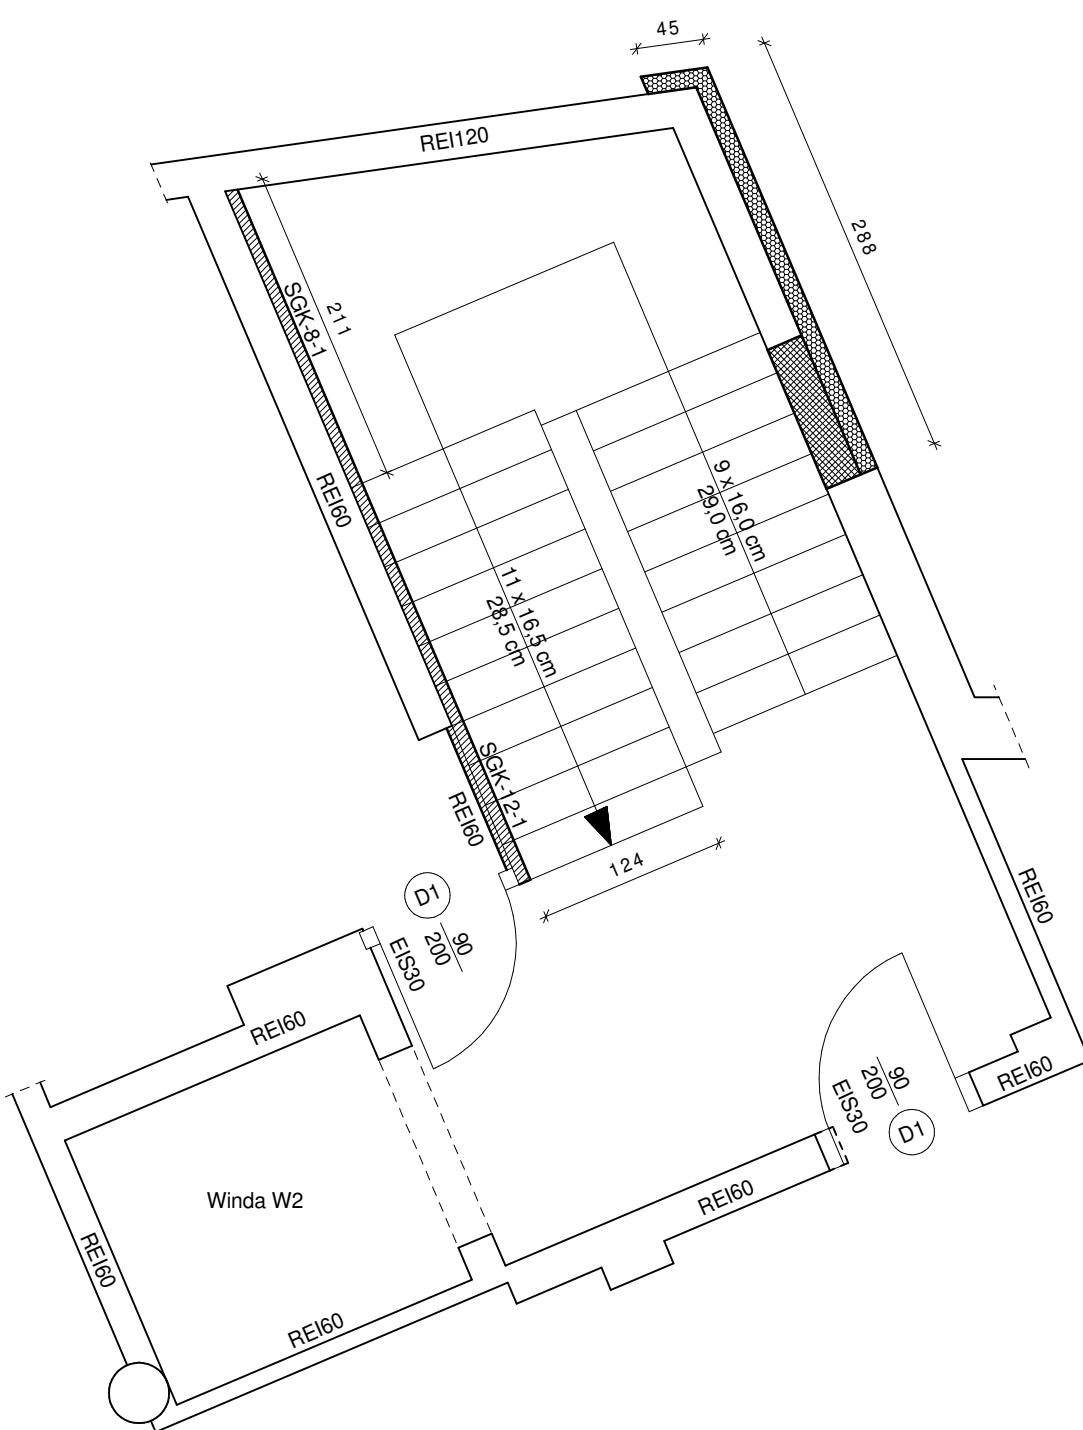 45
REI120
288
211
SGK-8-1
REI60
9 x 16,0 cm
29,0 cm
11 x 16,5 cm
28,5 cm
SGK-12-1
REI60
124
D1
90
200
EIS30
REI60
REI60
90
200
EIS30
D1
REI60
REI60
Winda W2
REI60
REI60
REI60